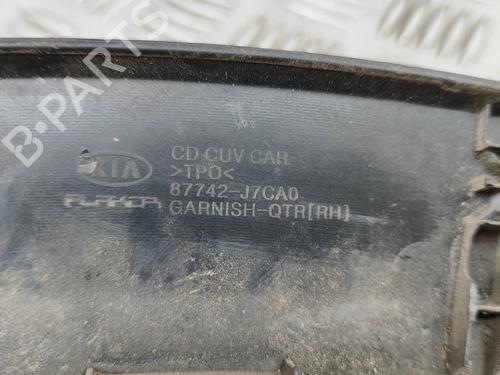 B-PARTS
KIA
CD CUV CAR
>TPO<
87742-J7CA0
GARNISH-QTR[RH]